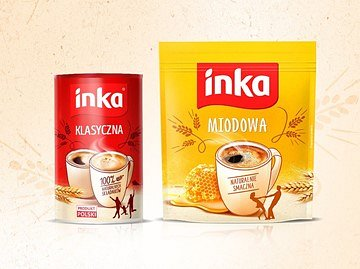 inka
KLASYCZNA
100%
PRODUKT
POLSKI
inka
MIODOWA
NATURALNIE
SMACZNA